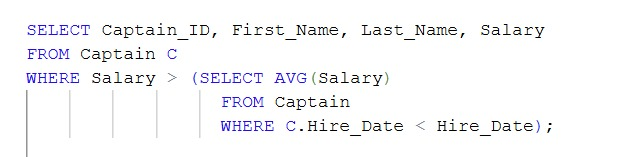 SELECT Captain_ID, First_Name, Last_Name, Salary
FROM Captain C
WHERE Salary > (SELECT AVG(Salary)
FROM Captain
WHERE C.Hire_Date < Hire_Date);